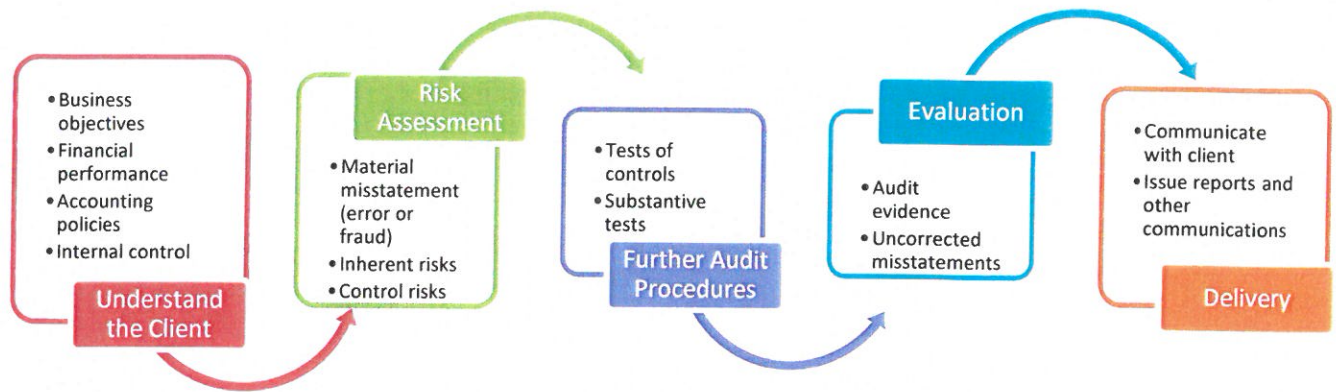 • Business
objectives
• Financial
performance
• Accounting
policies
• Internal control
Understand
the Client
Risk
Assessment
• Material
misstatement
(error or
fraud)
• Inherent risks
• Control risks
• Tests of
controls
• Substantive
tests
Further Audit
Procedures
Evaluation
• Audit
evidence
• Uncorrected
misstatements
• Communicate
with client
• Issue reports and
other
communications
Delivery